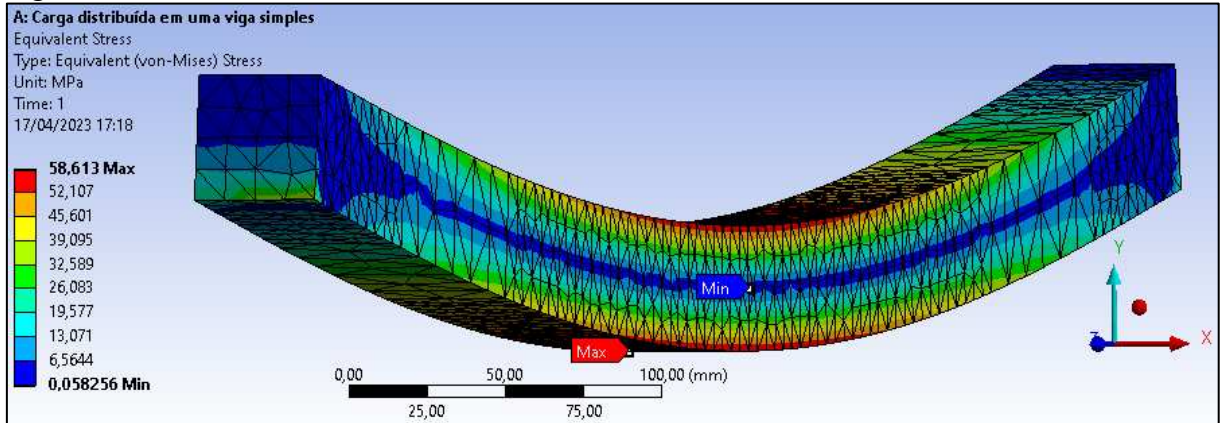 A: Carga distribuída em uma viga simples
Equivalent Stress
Type: Equivalent (von-Mises) Stress
Unit: MPa
Time: 1
17/04/2023 17:18
58,613 Max
52,107
45,601
39,095
32,589
26,083
19,577
13,071
6,5644
0,058256 Min
Min
Max
0,00 50,00 100,00 (mm)
25,00 75,00
Y
Z X